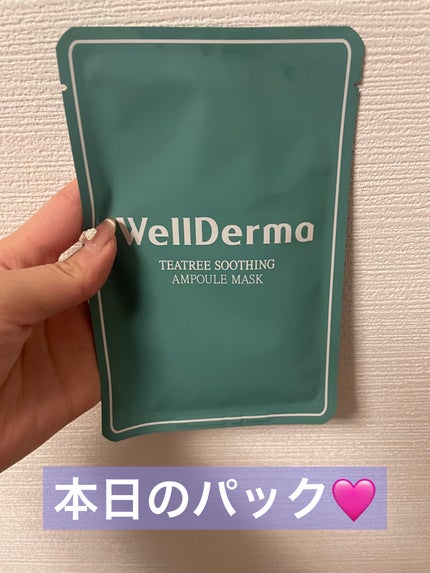 WellDerma
TEATREE SOOTHING
AMPOULE MASK
本日のパック🩷